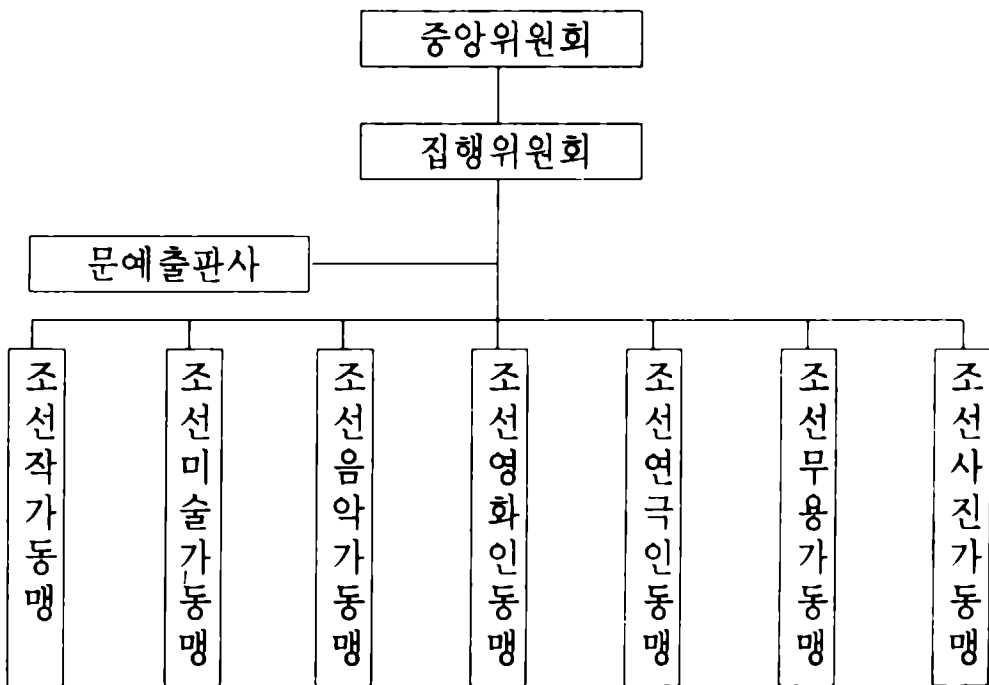 중앙위원회
집행위원회
문예출판사
조선작가동맹
조선미술가동맹
조선음악가동맹
조선영화인동맹
조선연극인동맹
조선무용가동맹
조선사진가동맹